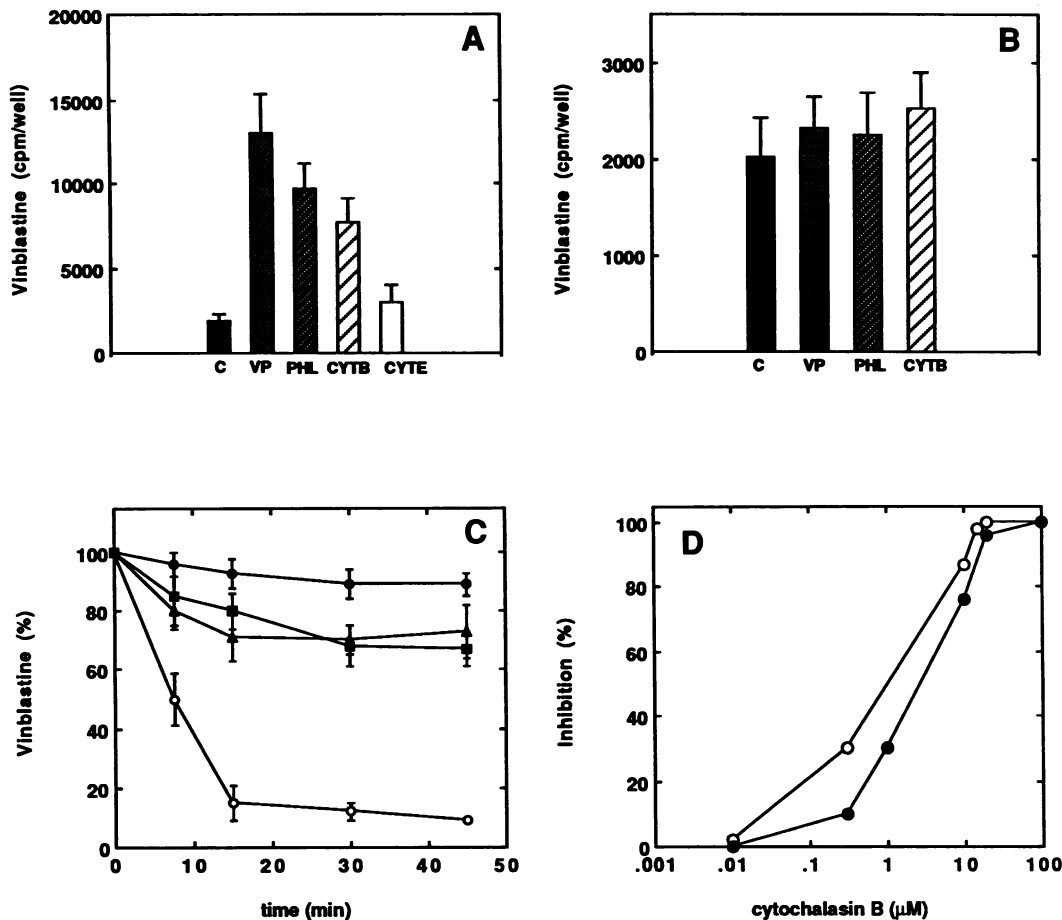 A
Vinblastine (cpm/well)
20000
15000
10000
5000
0
C VP PHL CYTB CYTE
B
Vinblastine (cpm/well)
3000
2000
1000
0
C VP PHL CYTB
C
Vinblastine (%)
100
80
60
40
20
0
0 10 20 30 40 50
time (min)
D
Inhibition (%)
100
80
60
40
20
0
.001 .01 .1 1 10 100
cytochalasin B (μM)